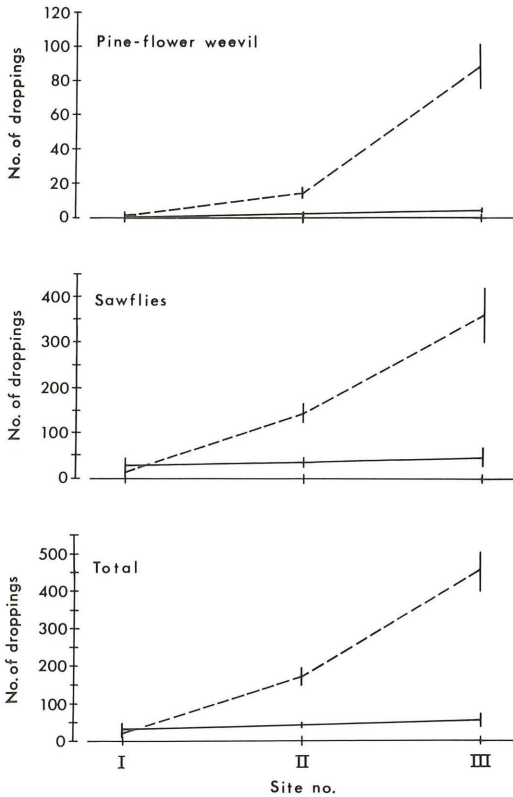 Pine-flower weevil
No. of droppings
120
100
80
60
40
20
0
Sawflies
No. of droppings
400
300
200
100
0
Total
No. of droppings
500
400
300
200
100
0
I II III
Site no.